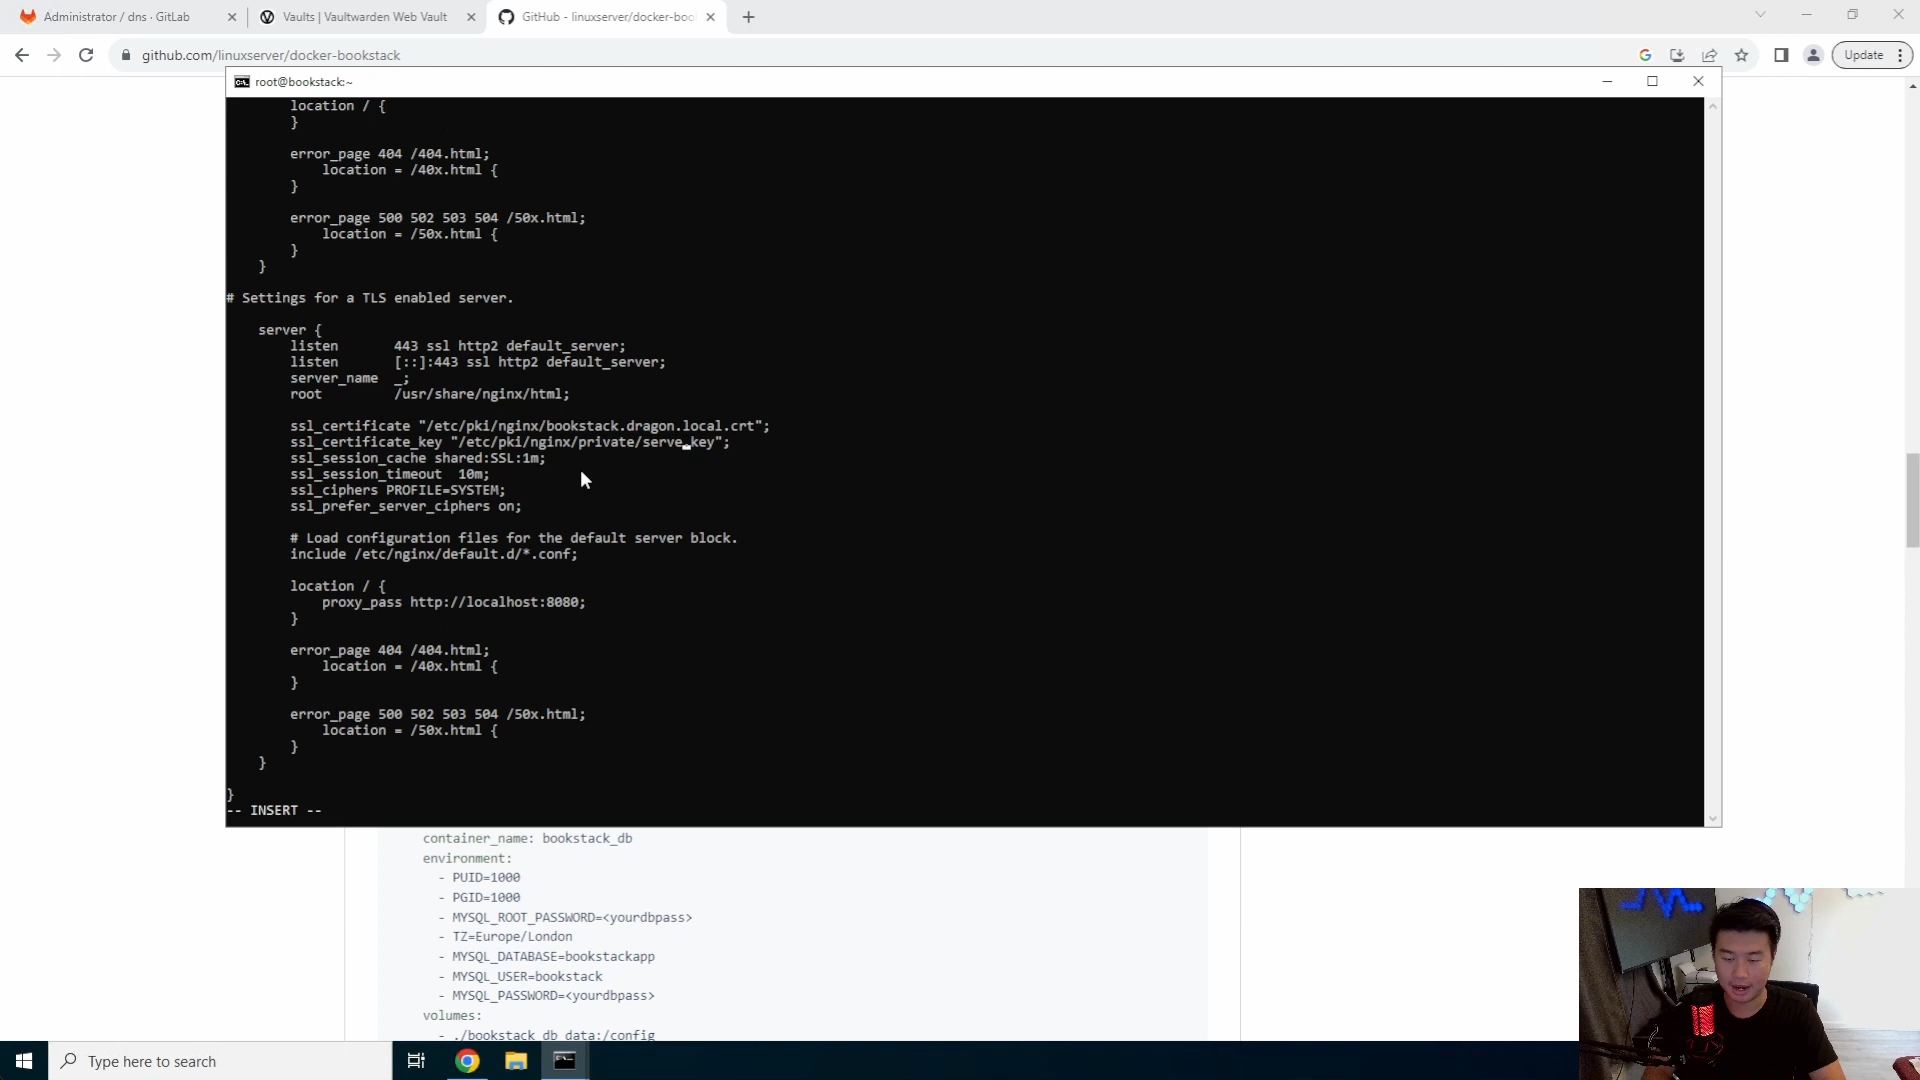 Administrator / dns · GitLab
Vaults | Vaultwarden Web Vault
GitHub - linuxserver/docker-boo
github.com/linuxserver/docker-bookstack
Update
root@bookstack:~
location / {
}
error_page 404 /404.html;
location = /40x.html {
}
error_page 500 502 503 504 /50x.html;
location = /50x.html {
}
}
# Settings for a TLS enabled server.
server {
listen 443 ssl http2 default_server;
listen [::]:443 ssl http2 default_server;
server_name _;
root /usr/share/nginx/html;
ssl_certificate "/etc/pki/nginx/bookstack.dragon.local.crt";
ssl_certificate_key "/etc/pki/nginx/private/serve.key";
ssl_session_cache shared:SSL:1m;
ssl_session_timeout 10m;
ssl_ciphers PROFILE=SYSTEM;
ssl_prefer_server_ciphers on;
# Load configuration files for the default server block.
include /etc/nginx/default.d/*.conf;
location / {
proxy_pass http://localhost:8080;
}
error_page 404 /404.html;
location = /40x.html {
}
error_page 500 502 503 504 /50x.html;
location = /50x.html {
}
}
}
-- INSERT --
container_name: bookstack_db
environment:
- PUID=1000
- PGID=1000
- MYSQL_ROOT_PASSWORD=<yourdbpass>
- TZ=Europe/London
- MYSQL_DATABASE=bookstackapp
- MYSQL_USER=bookstack
- MYSQL_PASSWORD=<yourdbpass>
volumes:
- ./bookstack_db_data:/config
Type here to search